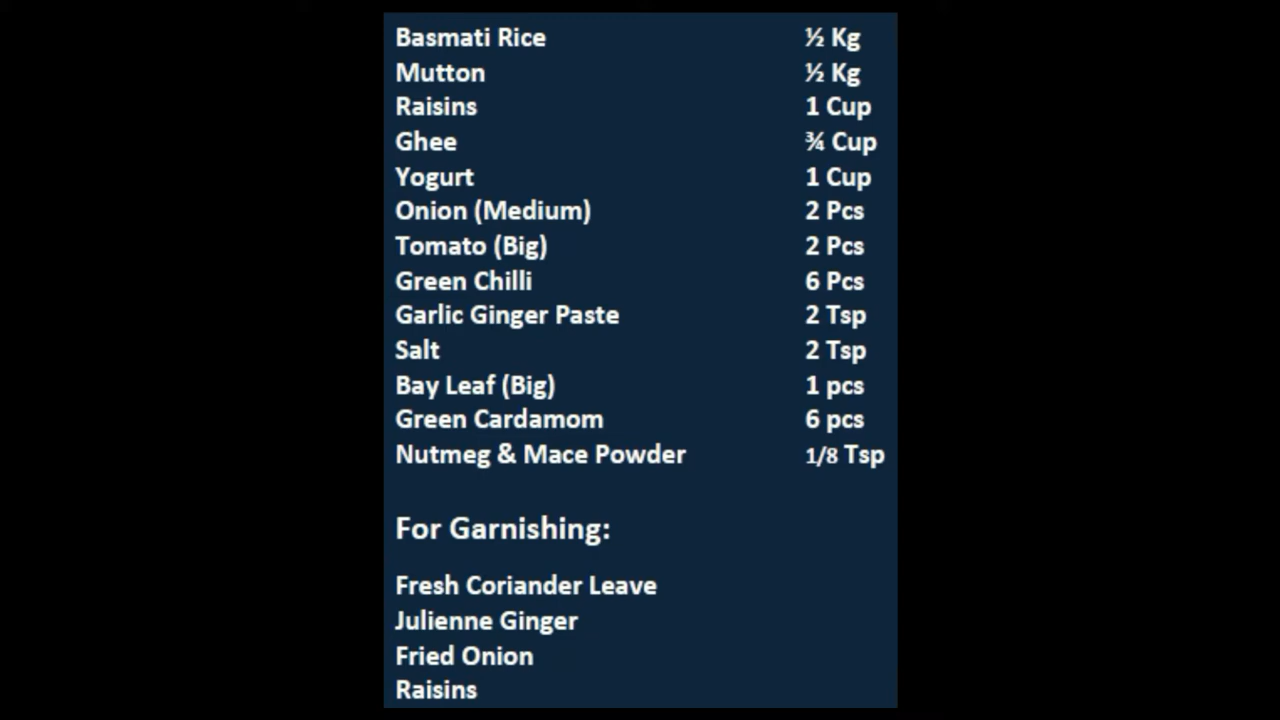 Basmati Rice ½ Kg
Mutton ½ Kg
Raisins 1 Cup
Ghee ¾ Cup
Yogurt 1 Cup
Onion (Medium) 2 Pcs
Tomato (Big) 2 Pcs
Green Chilli 6 Pcs
Garlic Ginger Paste 2 Tsp
Salt 2 Tsp
Bay Leaf (Big) 1 pcs
Green Cardamom 6 pcs
Nutmeg & Mace Powder 1/8 Tsp
For Garnishing:
Fresh Coriander Leave
Julienne Ginger
Fried Onion
Raisins